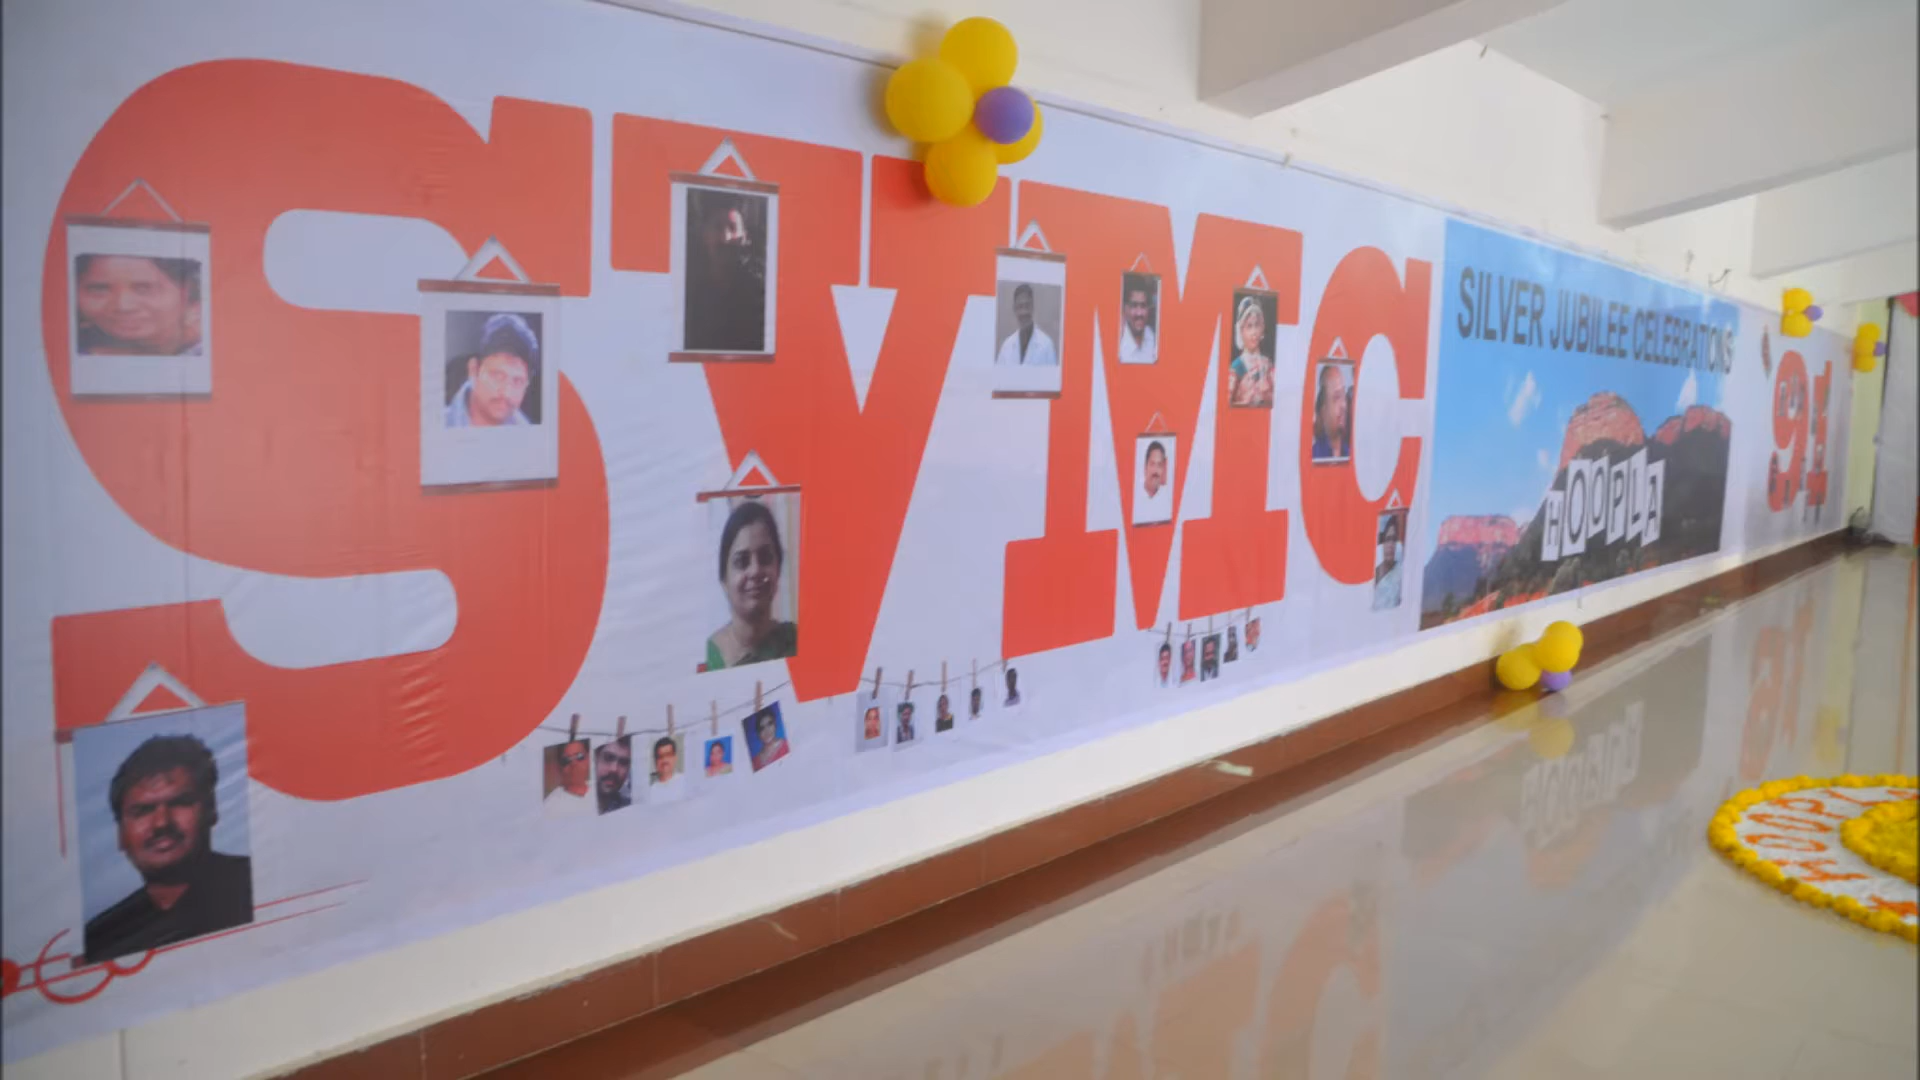 SVMC
SILVER JUBILEE CELEBRATIONS
HOOPLA
91
HOOPLA